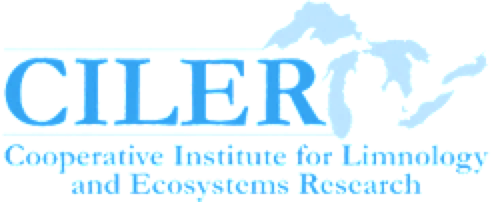 CILER
Cooperative Institute for Limnology
and Ecosystems Research